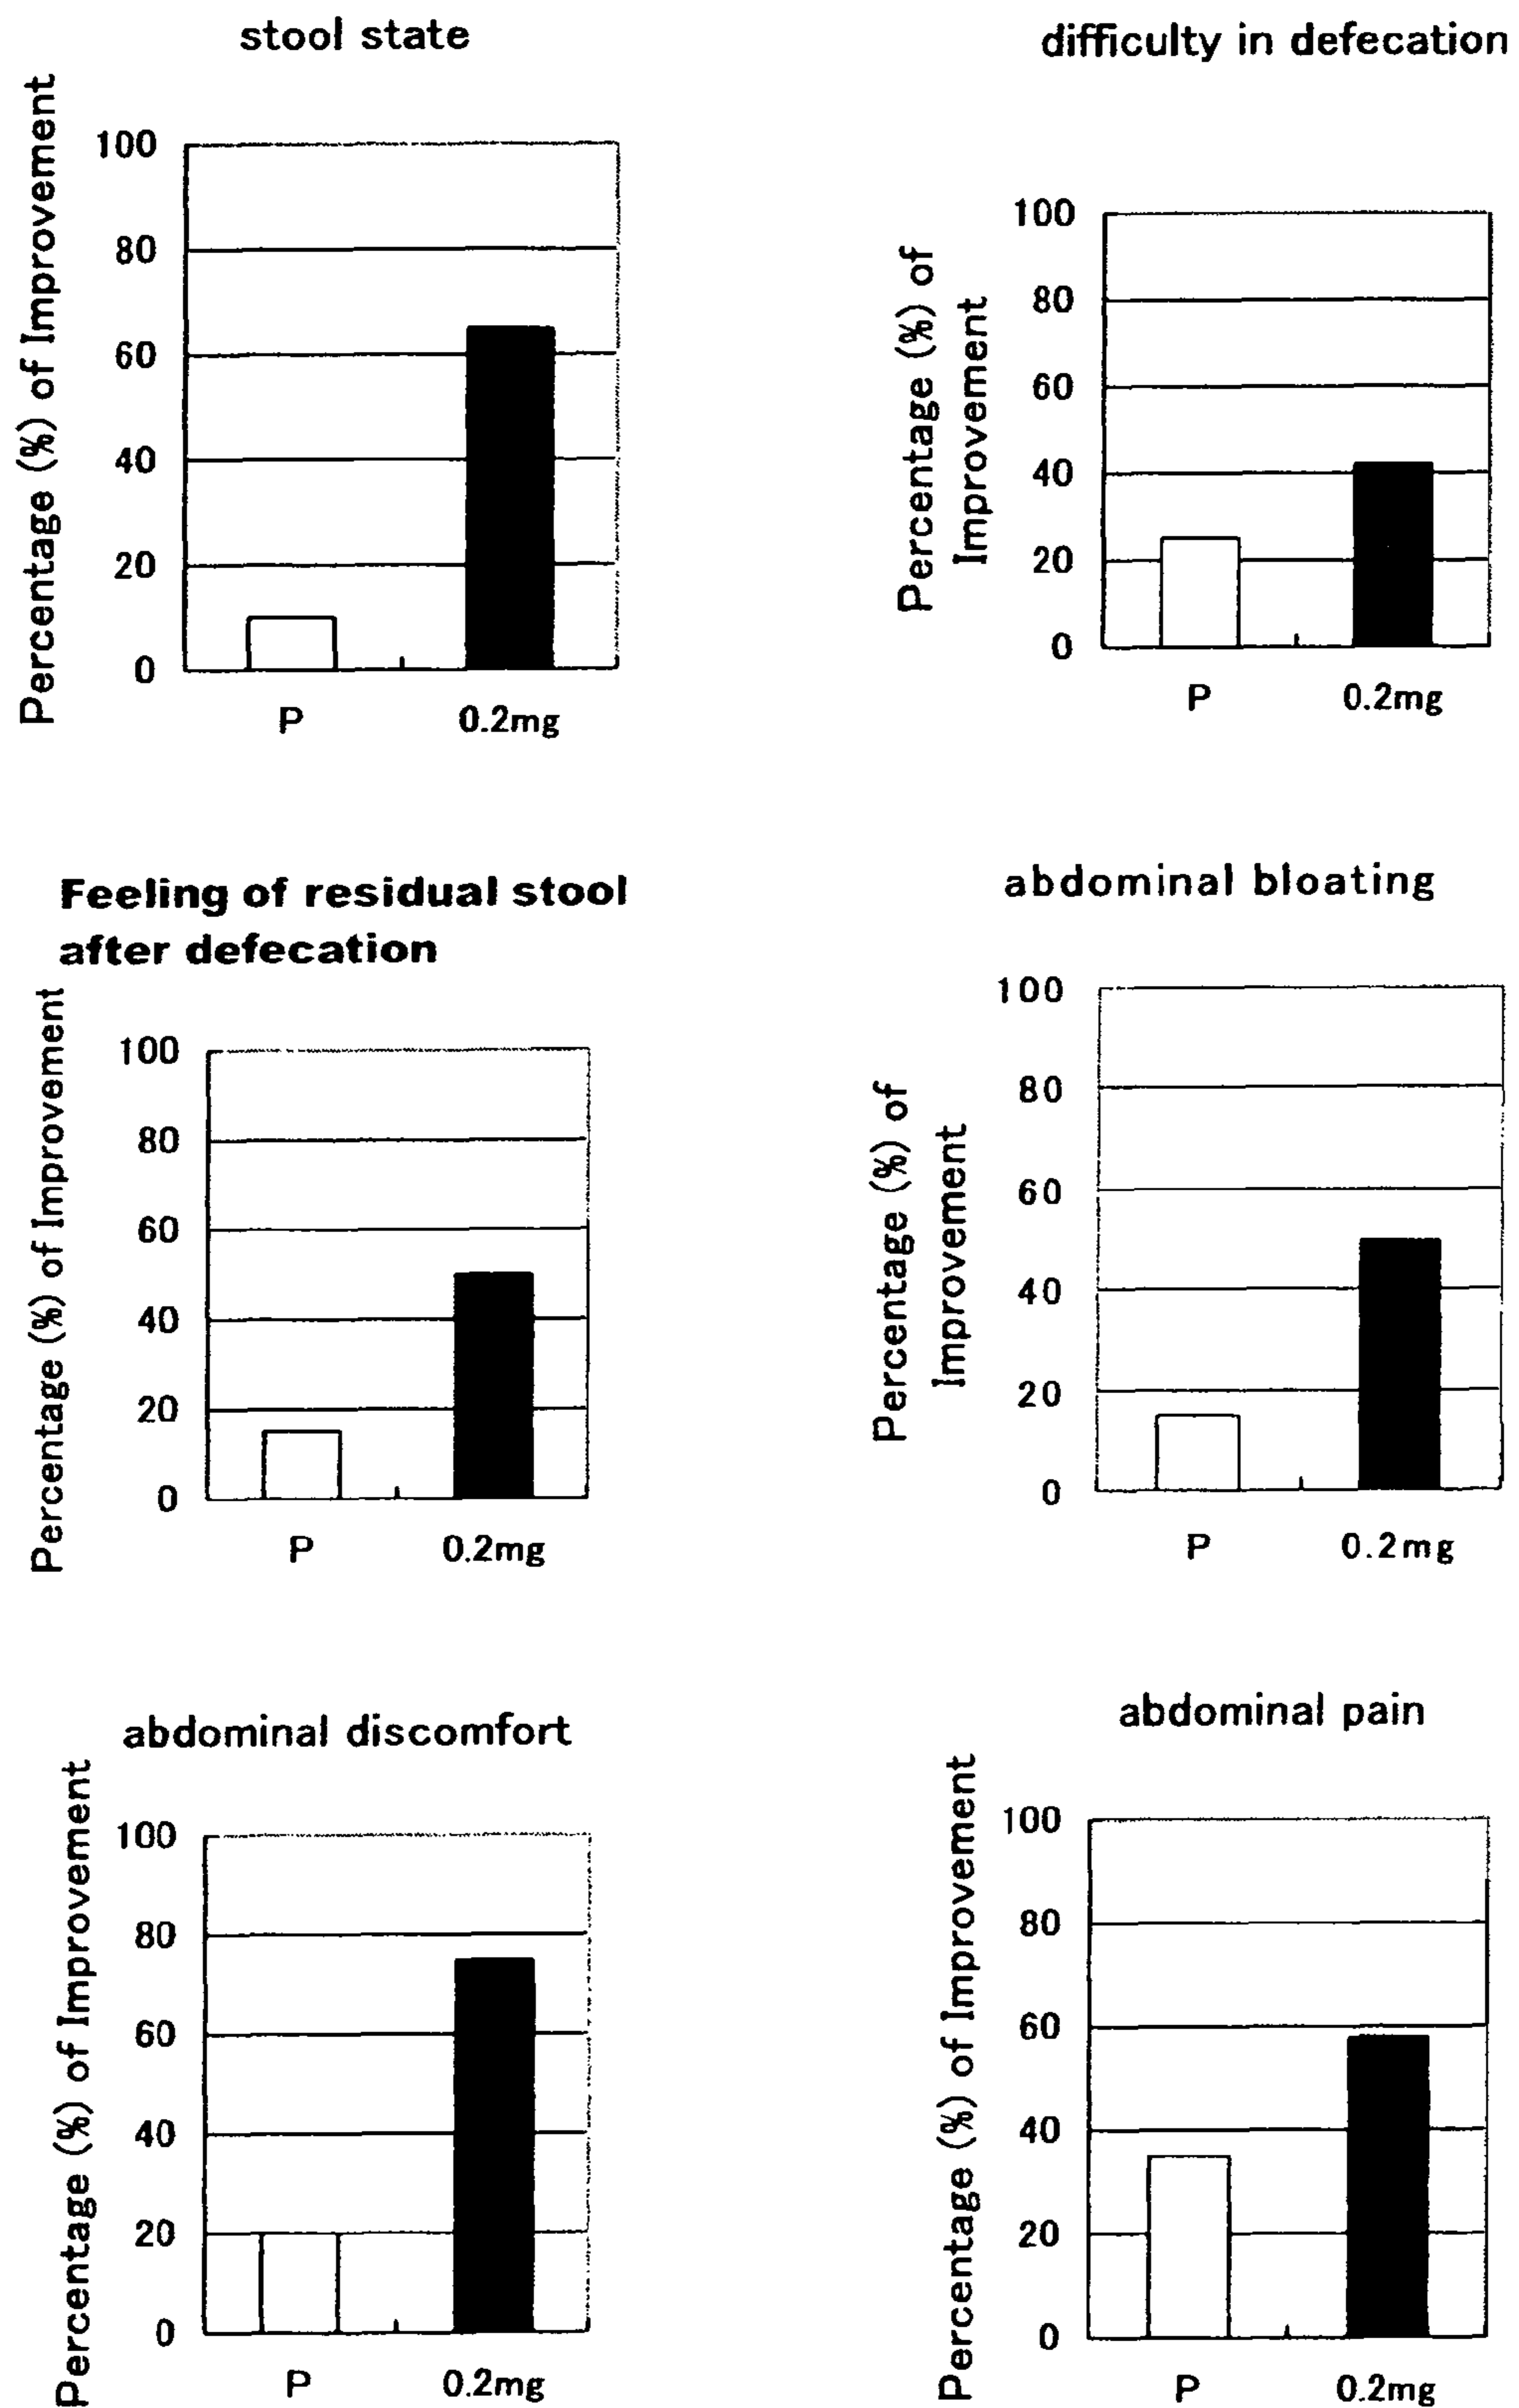 stool state
Percentage (%) of Improvement
100
80
60
40
20
0
P
0.2mg
difficulty in defecation
Percentage (%) of
Improvement
100
80
60
40
20
0
P
0.2mg
Feeling of residual stool
after defecation
Percentage (%) of Improvement
100
80
60
40
20
0
P
0.2mg
abdominal bloating
Percentage (%) of
Improvement
100
80
60
40
20
0
P
0.2mg
abdominal discomfort
Percentage (%) of Improvement
100
80
60
40
20
0
P
0.2mg
abdominal pain
Percentage (%) of Improvement
100
80
60
40
20
0
P
0.2mg